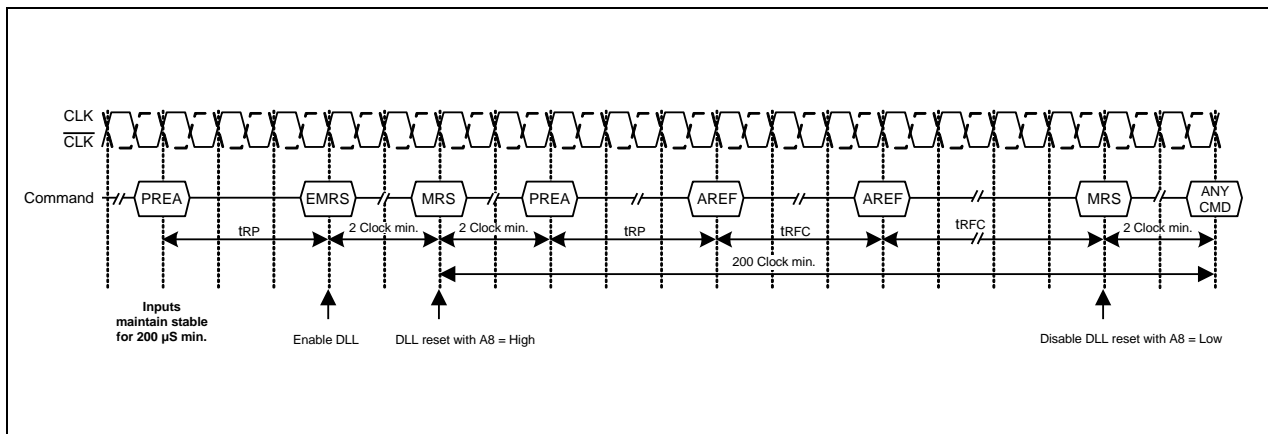 CLK
CLK
Command
PREA
EMRS
MRS
PREA
AREF
AREF
MRS
ANY
CMD
tRP
2 Clock min.
2 Clock min.
tRP
tRFC
tRFC
2 Clock min.
200 Clock min.
Inputs
maintain stable
for 200 µS min.
Enable DLL
DLL reset with A8 = High
Disable DLL reset with A8 = Low